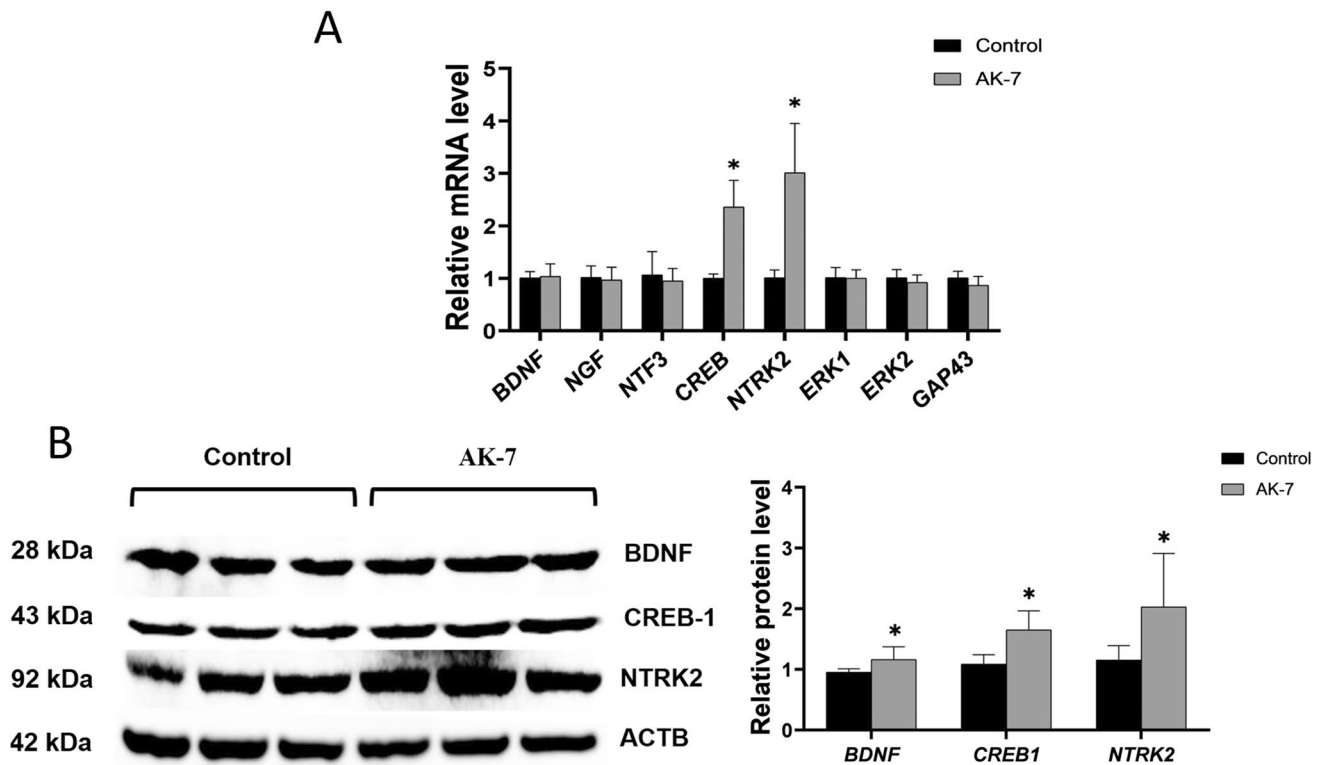 A
Control
AK-7
Relative mRNA level
5
4
3
2
1
0
*
*
BDNF
NGF
NTF3
CREB
NTRK2
ERK1
ERK2
GAP43
B
Control AK-7
28 kDa BDNF
43 kDa CREB-1
92 kDa NTRK2
42 kDa ACTB
Control
AK-7
Relative protein level
4
3
2
1
0
*
*
*
BDNF
CREB1
NTRK2